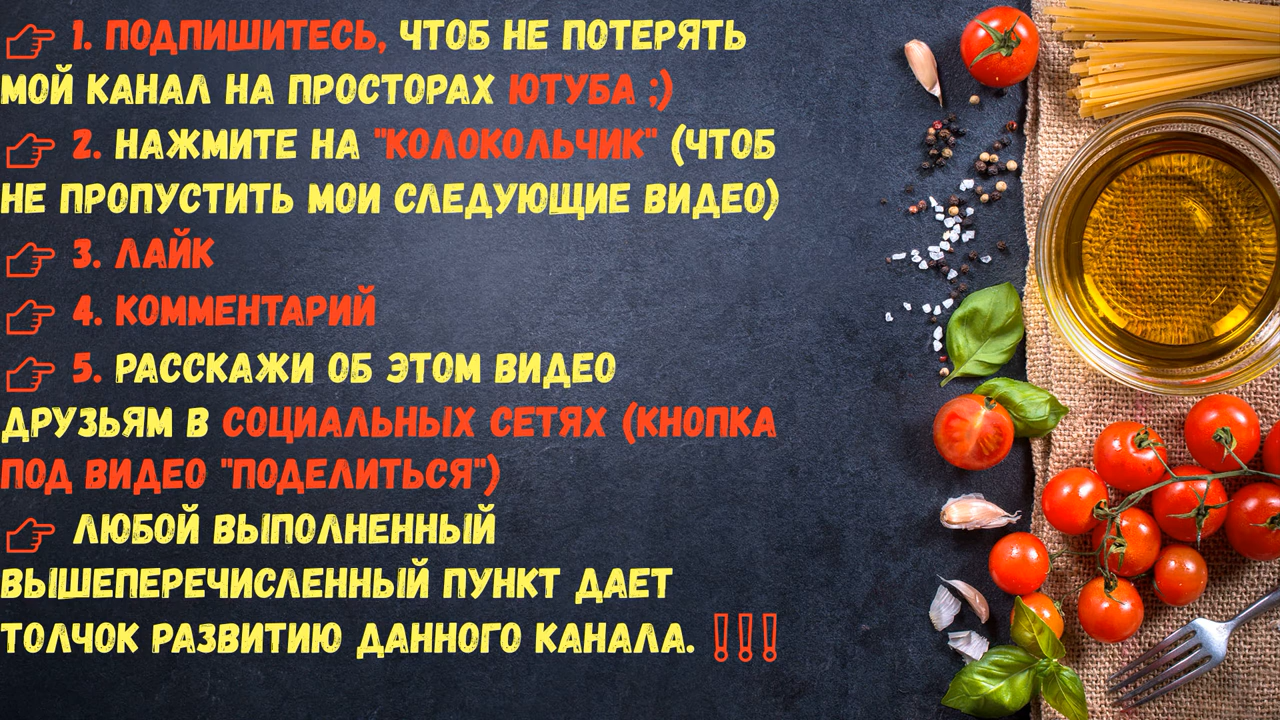 👉 1. ПОДПИШИТЕСЬ, ЧТОБ НЕ ПОТЕРЯТЬ
МОЙ КАНАЛ НА ПРОСТОРАХ ЮТУБА ;)
👉 2. НАЖМИТЕ НА "КОЛОКОЛЬЧИК" (ЧТОБ
НЕ ПРОПУСТИТЬ МОИ СЛЕДУЮЩИЕ ВИДЕО)
👉 3. ЛАЙК
👉 4. КОММЕНТАРИЙ
👉 5. РАССКАЖИ ОБ ЭТОМ ВИДЕО
ДРУЗЬЯМ В СОЦИАЛЬНЫХ СЕТЯХ (КНОПКА
ПОД ВИДЕО "ПОДЕЛИТЬСЯ")
👉 ЛЮБОЙ ВЫПОЛНЕННЫЙ
ВЫШЕПЕРЕЧИСЛЕННЫЙ ПУНКТ ДАЕТ
ТОЛЧОК РАЗВИТИЮ ДАННОГО КАНАЛА. ❗❗❗